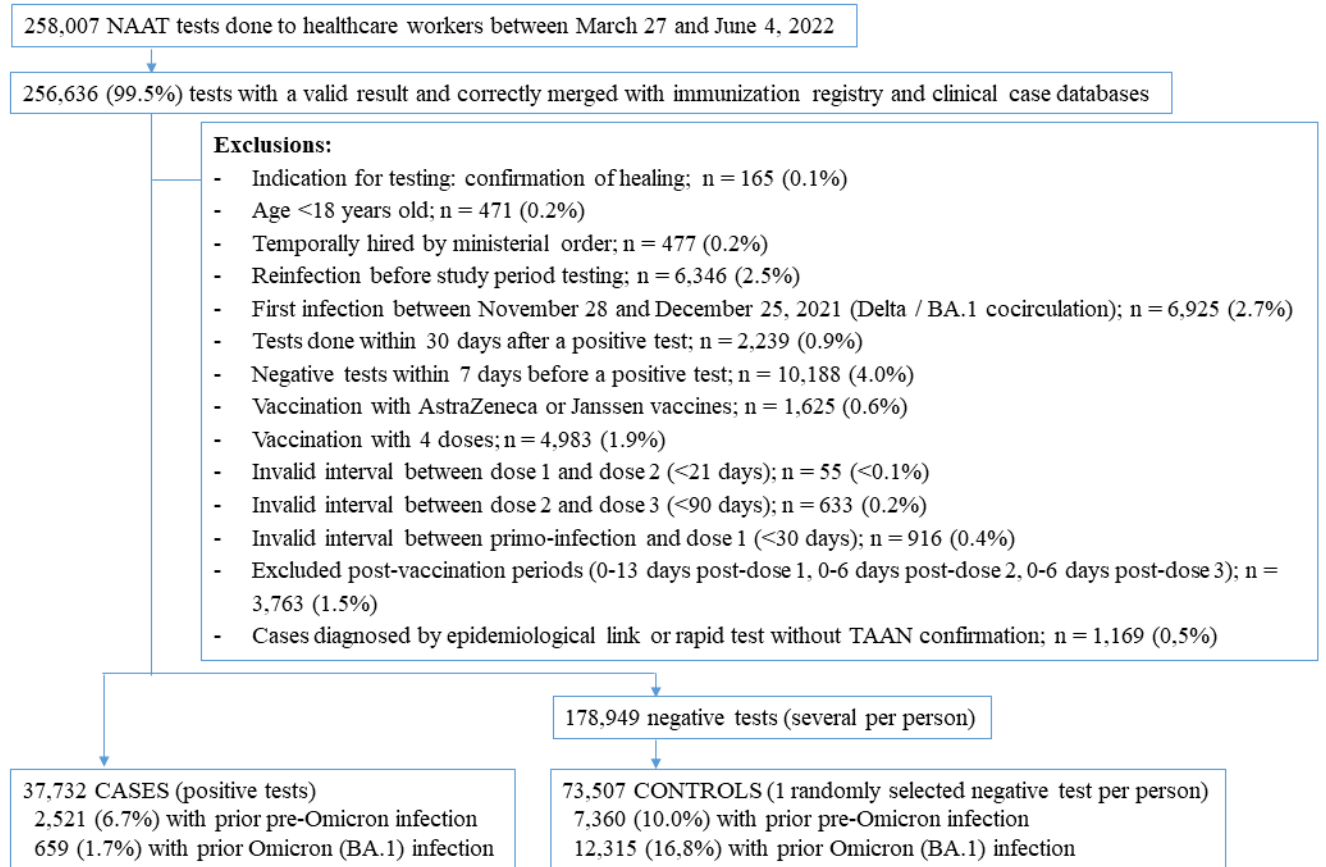 258,007 NAAT tests done to healthcare workers between March 27 and June 4, 2022
256,636 (99.5%) tests with a valid result and correctly merged with immunization registry and clinical case databases
Exclusions:
- Indication for testing: confirmation of healing; n = 165 (0.1%)
- Age <18 years old; n = 471 (0.2%)
- Temporally hired by ministerial order; n = 477 (0.2%)
- Reinfection before study period testing; n = 6,346 (2.5%)
- First infection between November 28 and December 25, 2021 (Delta / BA.1 cocirculation); n = 6,925 (2.7%)
- Tests done within 30 days after a positive test; n = 2,239 (0.9%)
- Negative tests within 7 days before a positive test; n = 10,188 (4.0%)
- Vaccination with AstraZeneca or Janssen vaccines; n = 1,625 (0.6%)
- Vaccination with 4 doses; n = 4,983 (1.9%)
- Invalid interval between dose 1 and dose 2 (<21 days); n = 55 (<0.1%)
- Invalid interval between dose 2 and dose 3 (<90 days); n = 633 (0.2%)
- Invalid interval between primo-infection and dose 1 (<30 days); n = 916 (0.4%)
- Excluded post-vaccination periods (0-13 days post-dose 1, 0-6 days post-dose 2, 0-6 days post-dose 3); n =
3,763 (1.5%)
- Cases diagnosed by epidemiological link or rapid test without TAAN confirmation; n = 1,169 (0,5%)
178,949 negative tests (several per person)
37,732 CASES (positive tests)
2,521 (6.7%) with prior pre-Omicron infection
659 (1.7%) with prior Omicron (BA.1) infection
73,507 CONTROLS (1 randomly selected negative test per person)
7,360 (10.0%) with prior pre-Omicron infection
12,315 (16,8%) with prior Omicron (BA.1) infection